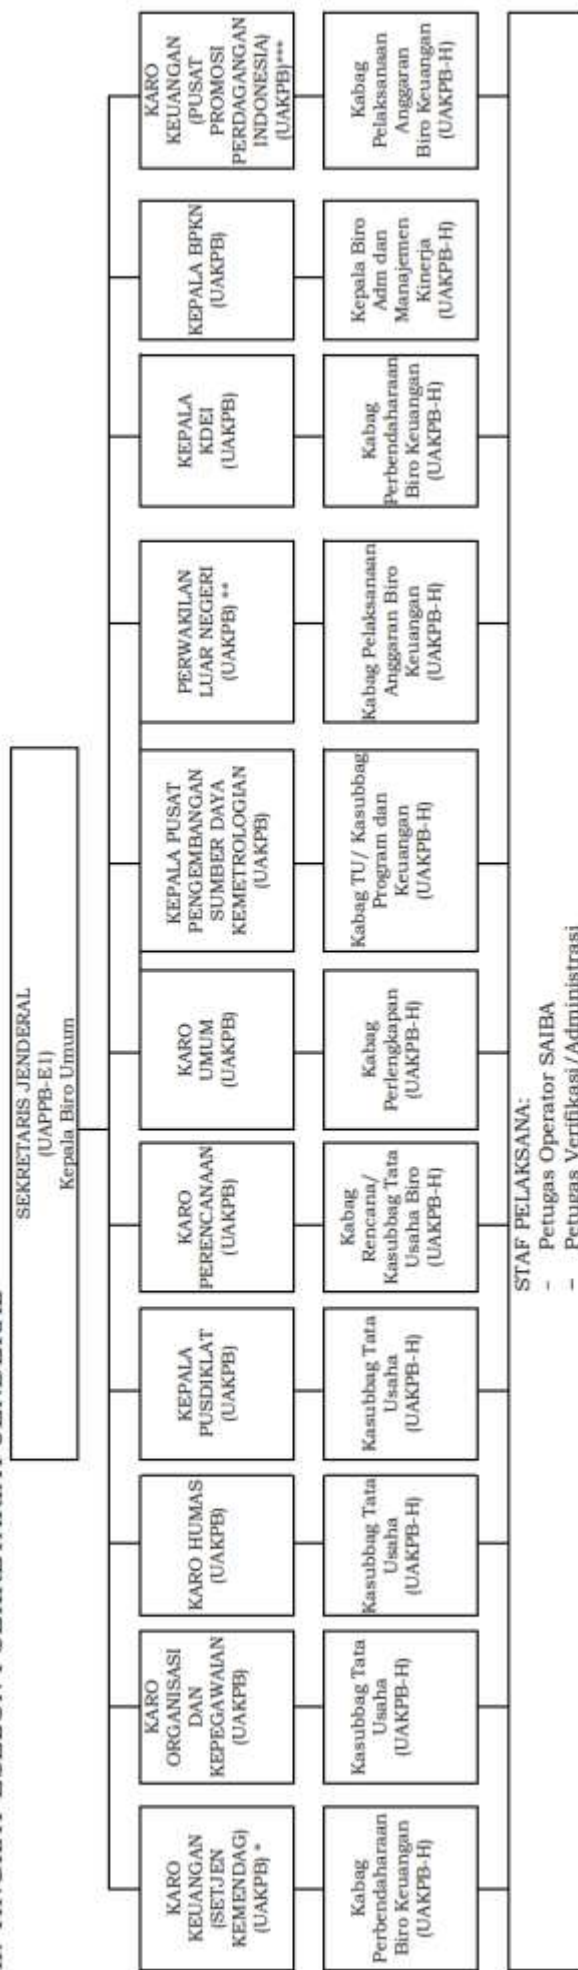 SEKRETARIS JENDERAL
(UAPPB-E1)
Kepala Biro Umum
KARO
KEUANGAN
(SETJEN
KEMENDAG)
(UAKPB) *
KARO
ORGANISASI
DAN
KEPEGAWAIAN
(UAKPB)
KARO HUMAS
(UAKPB)
KEPALA
PUSDIKLAT
(UAKPB)
KARO
PERENCANAAN
(UAKPB)
KARO
UMUM
(UAKPB)
KEPALA PUSAT
PENGEMBANGAN
SUMBER DAYA
KEMETROLOGIAN
(UAKPB)
PERWAKILAN
LUAR NEGERI
(UAKPB) **
KEPALA
KDEI
(UAKPB)
KEPALA BPKN
(UAKPB)
KARO
KEUANGAN
(PUSAT
PROMOSI
PERDAGANGAN
INDONESIA)
(UAKPB)***
Kabag
Perbendaharaan
Biro Keuangan
(UAKPB-H)
Kasubbag Tata
Usaha
(UAKPB-H)
Kasubbag Tata
Usaha
(UAKPB-H)
Kasubbag Tata
Usaha
(UAKPB-H)
Kabag
Rencana/
Kasubbag Tata
Usaha Biro
(UAKPB-H)
Kabag
Perlengkapan
(UAKPB-H)
Kabag TU/ Kasubbag
Program dan
Keuangan
(UAKPB-H)
Kabag Pelaksanaan
Anggaran Biro
Keuangan
(UAKPB-H)
Kabag
Perbendaharaan
Biro Keuangan
(UAKPB-H)
Kepala Biro
Adm dan
Manajemen
Kinerja
(UAKPB-H)
Kabag
Pelaksanaan
Anggaran
Biro Keuangan
(UAKPB-H)
STAF PELAKSANA:
- Petugas Operator SAIBA
- Petugas Verifikasi/Administrasi